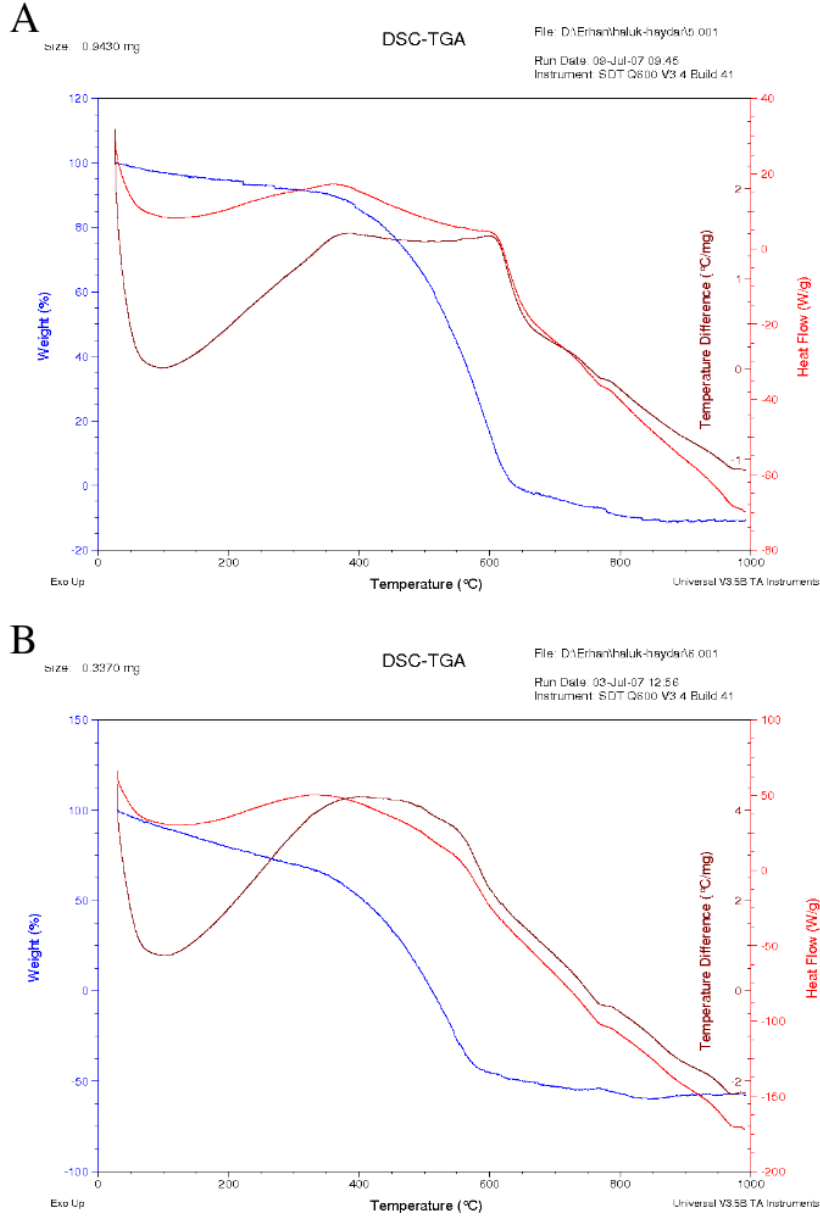 A
Size: 0.9430 mg
DSC-TGA
File: D:\Erhan\haluk-haydar\5.001
Run Date: 09-Jul-07 09:45
Instrument: SDT Q600 V3.4 Build 41
120
100
80
60
40
20
0
-20
Weight (%)
2
1
0
-1
Temperature Difference (°C/mg)
40
20
0
-20
-40
-60
-80
Heat Flow (W/g)
0
200
400
600
800
1000
Exo Up
Temperature (°C)
Universal V3.5B TA Instruments
B
Size: 0.3370 mg
DSC-TGA
File: D:\Erhan\haluk-haydar\6.001
Run Date: 03-Jul-07 12:56
Instrument: SDT Q600 V3.4 Build 41
150
100
50
0
-50
-100
Weight (%)
4
2
0
-2
Temperature Difference (°C/mg)
100
50
0
-50
-100
-150
-200
Heat Flow (W/g)
0
200
400
600
800
1000
Exo Up
Temperature (°C)
Universal V3.5B TA Instruments